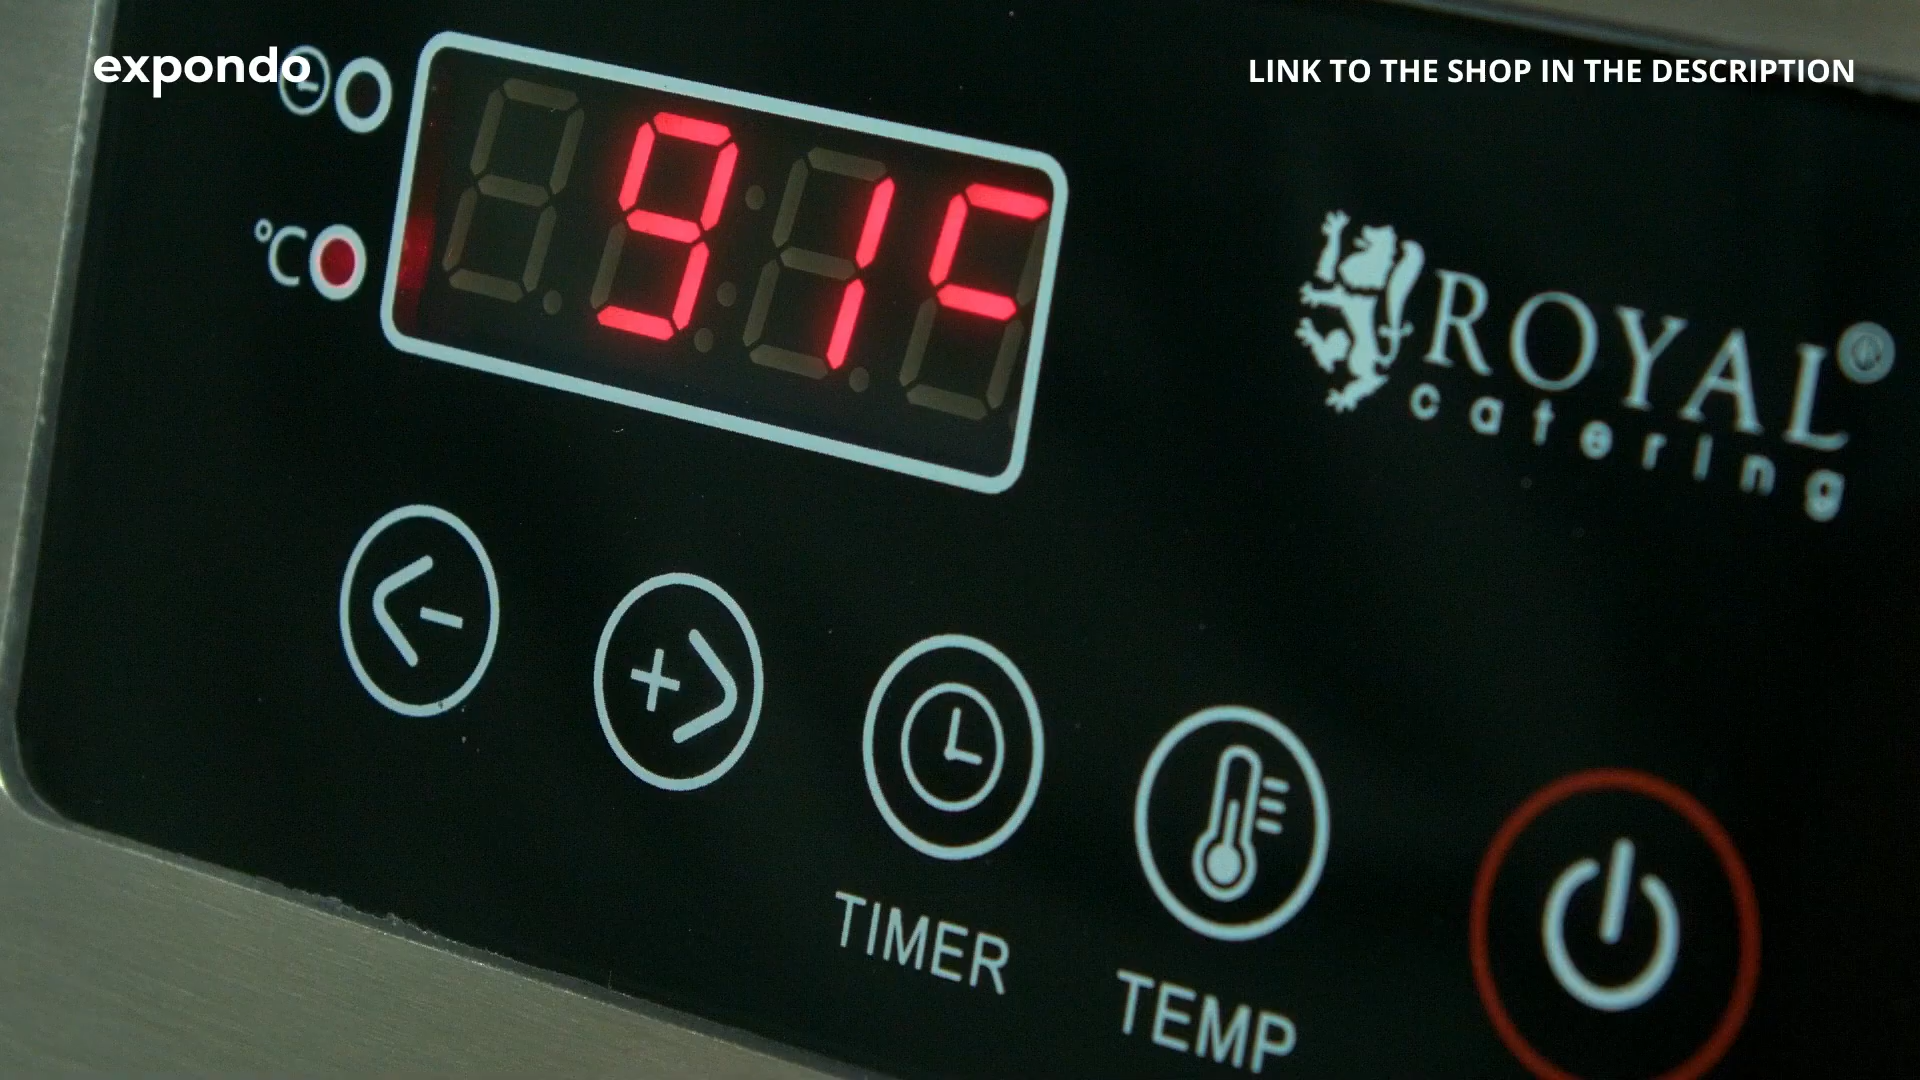 expondo
LINK TO THE SHOP IN THE DESCRIPTION
°C
91c
ROYAL®
catering
<-
+>
TIMER
TEMP